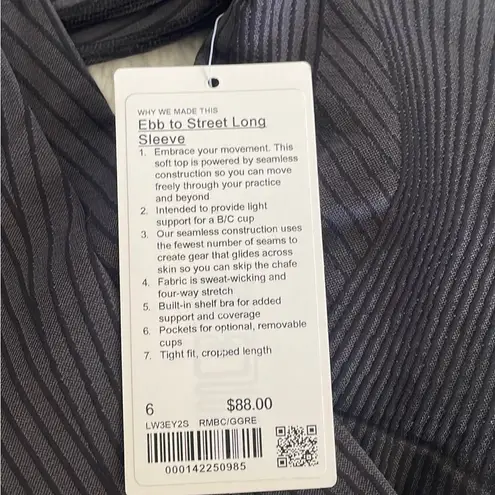 WHY WE MADE THIS
Ebb to Street Long
Sleeve
1. Embrace your movement. This
soft top is powered by seamless
construction so you can move
freely through your practice
and beyond
2. Intended to provide light
support for a B/C cup
3. Our seamless construction uses
the fewest number of seams to
create gear that glides across
skin so you can skip the chafe
4. Fabric is sweat-wicking and
four-way stretch
5. Built-in shelf bra for added
support and coverage
6. Pockets for optional, removable
cups
7. Tight fit, cropped length
6 $88.00
LW3EY2S RMBC/GGRE
000142250985